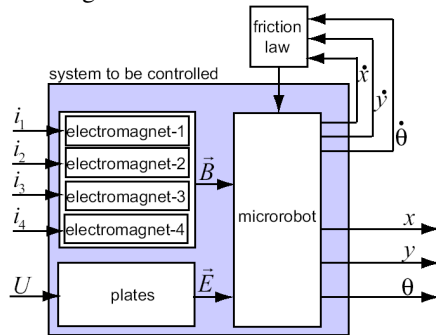 friction
law
system to be controlled
ẋ
ẏ
θ̇
i₁
electromagnet-1
i₂
electromagnet-2
i₃
electromagnet-3
i₄
electromagnet-4
B⃗
microrobot
x
y
θ
U
plates
E⃗